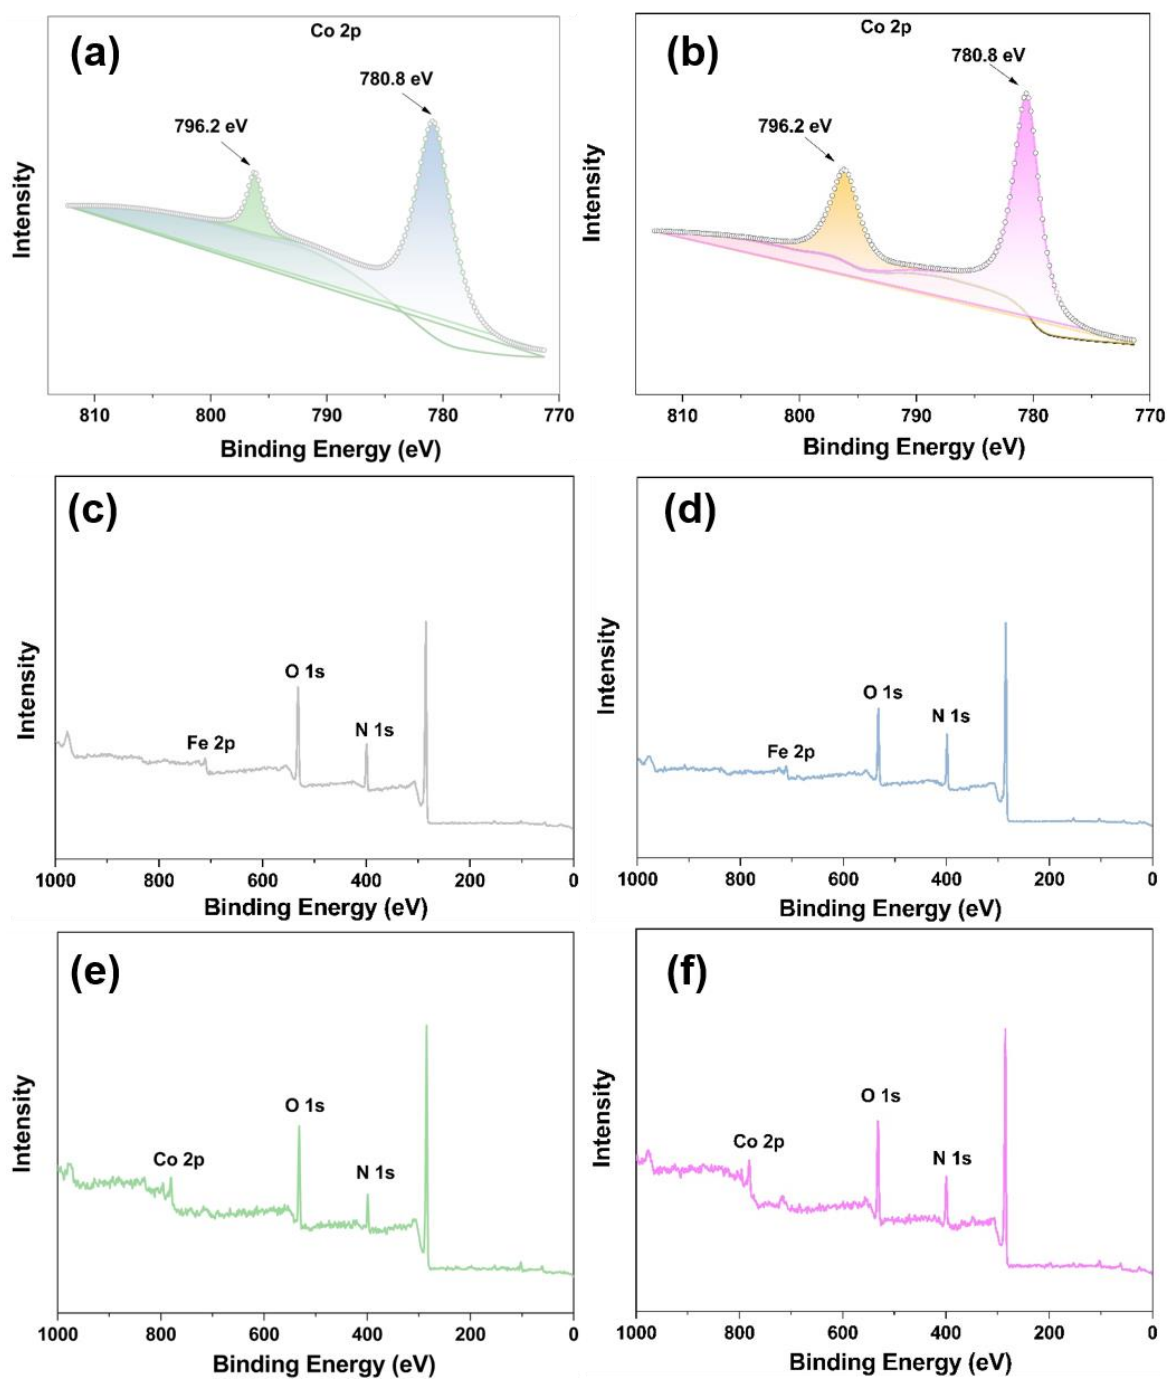 (a)
Co 2p
780.8 eV
796.2 eV
Intensity
810 800 790 780 770
Binding Energy (eV)
(b)
Co 2p
780.8 eV
796.2 eV
Intensity
810 800 790 780 770
Binding Energy (eV)
(c)
O 1s
N 1s
Fe 2p
Intensity
1000 800 600 400 200 0
Binding Energy (eV)
(d)
O 1s
N 1s
Fe 2p
Intensity
1000 800 600 400 200 0
Binding Energy (eV)
(e)
O 1s
Co 2p
N 1s
Intensity
1000 800 600 400 200 0
Binding Energy (eV)
(f)
O 1s
Co 2p
N 1s
Intensity
1000 800 600 400 200 0
Binding Energy (eV)